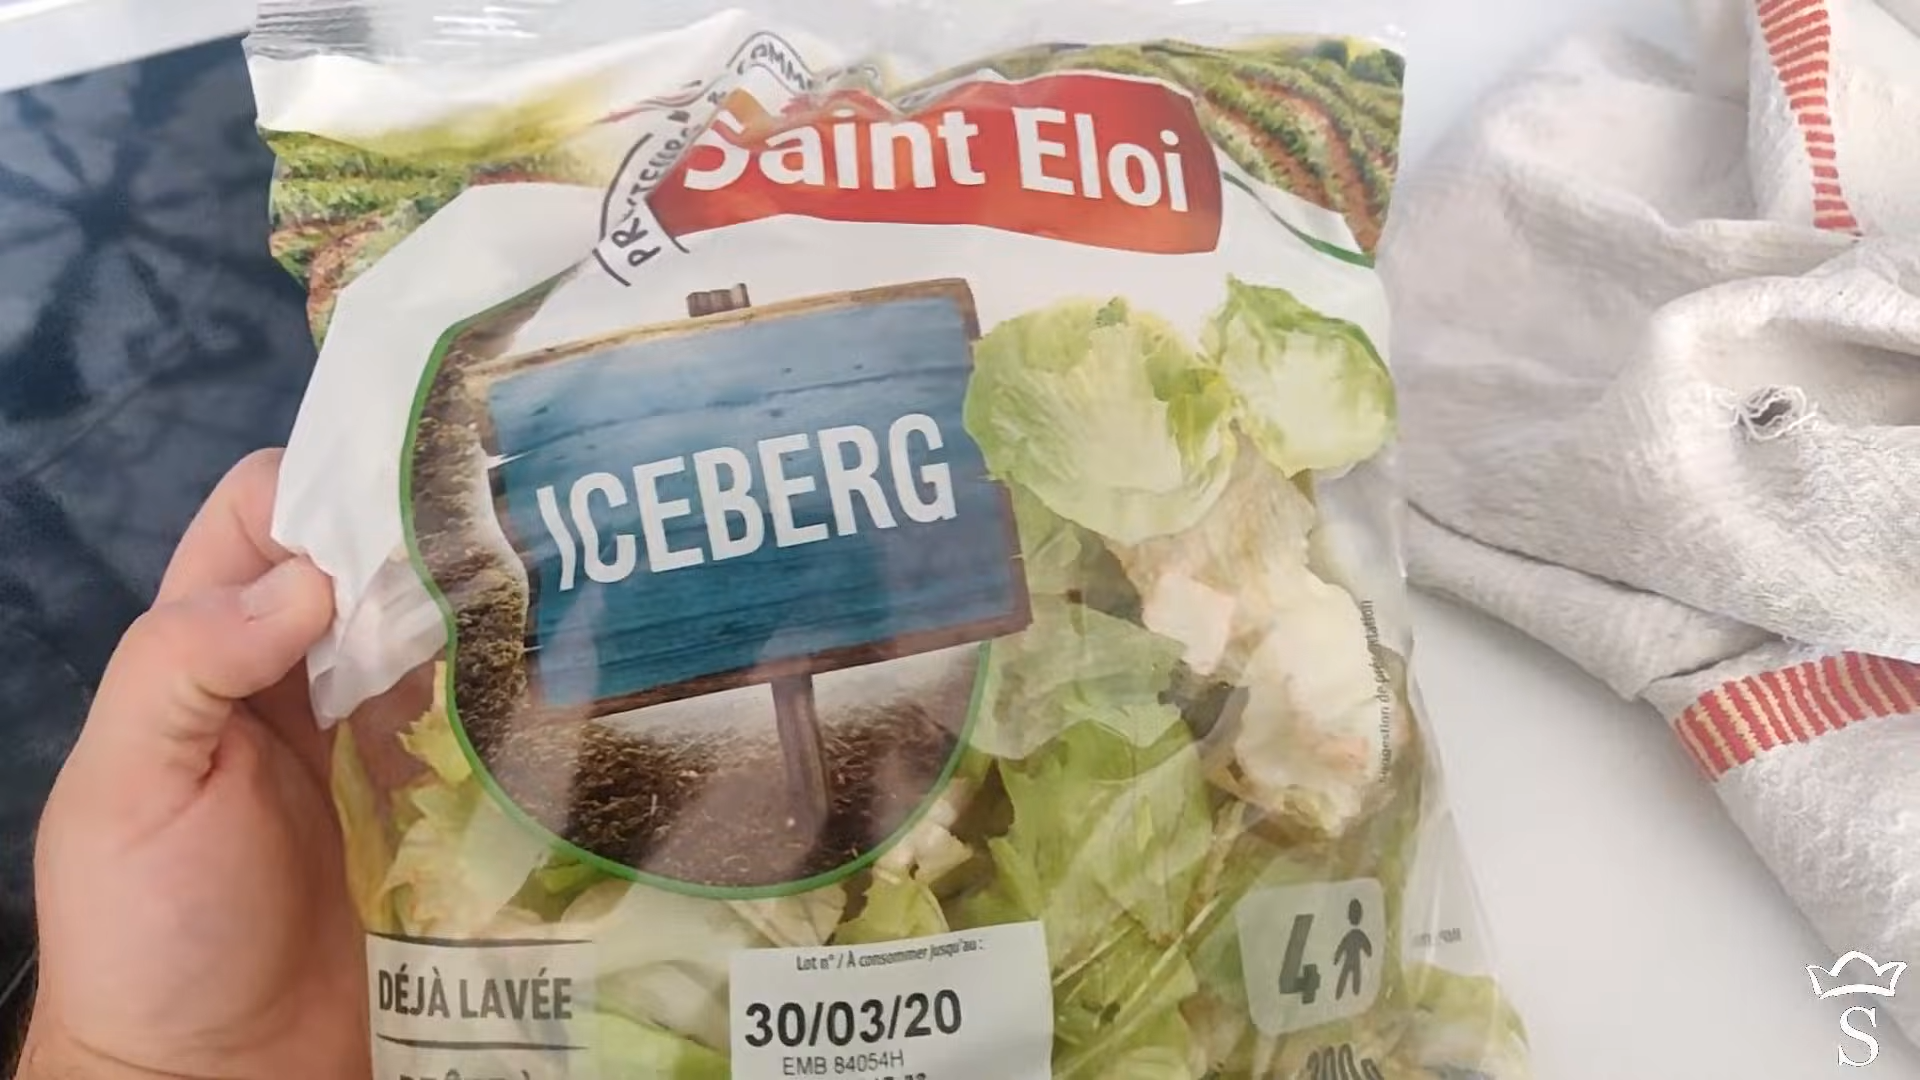 Saint Eloi
ICEBERG
DÉJÀ LAVÉE
Lot n° / À consommer jusqu'au :
30/03/20
EMB 84054H
4
S